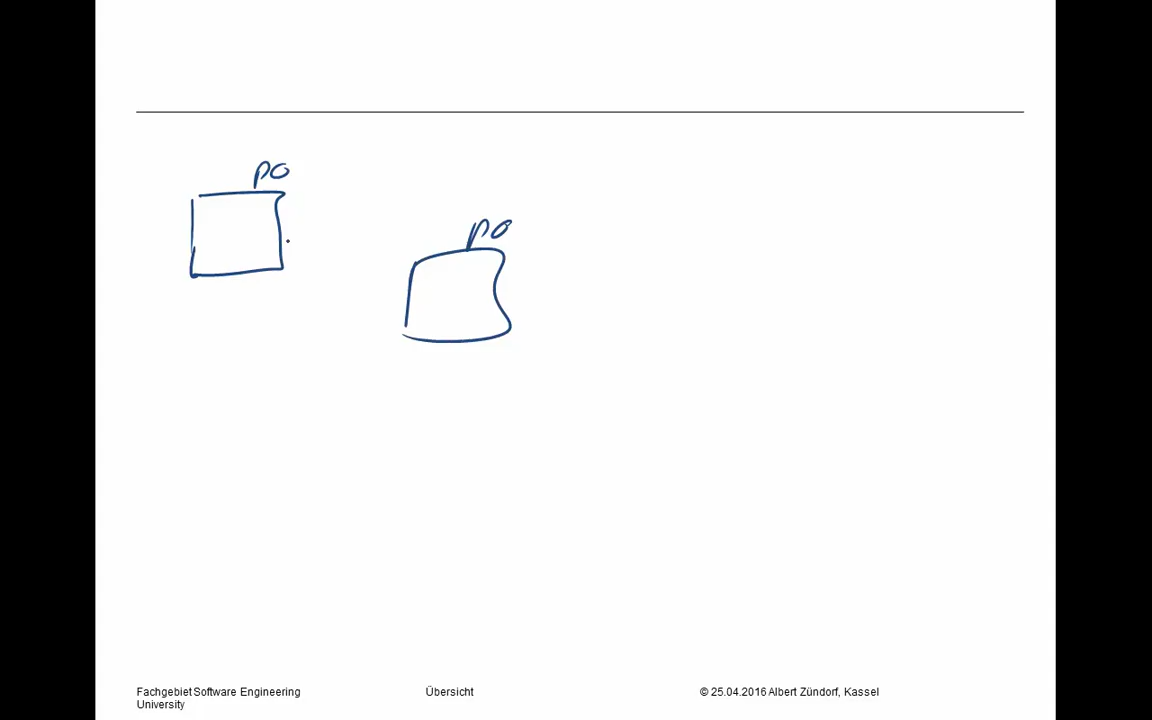 po
po
Fachgebiet Software Engineering
University
Übersicht
© 25.04.2016 Albert Zündorf, Kassel